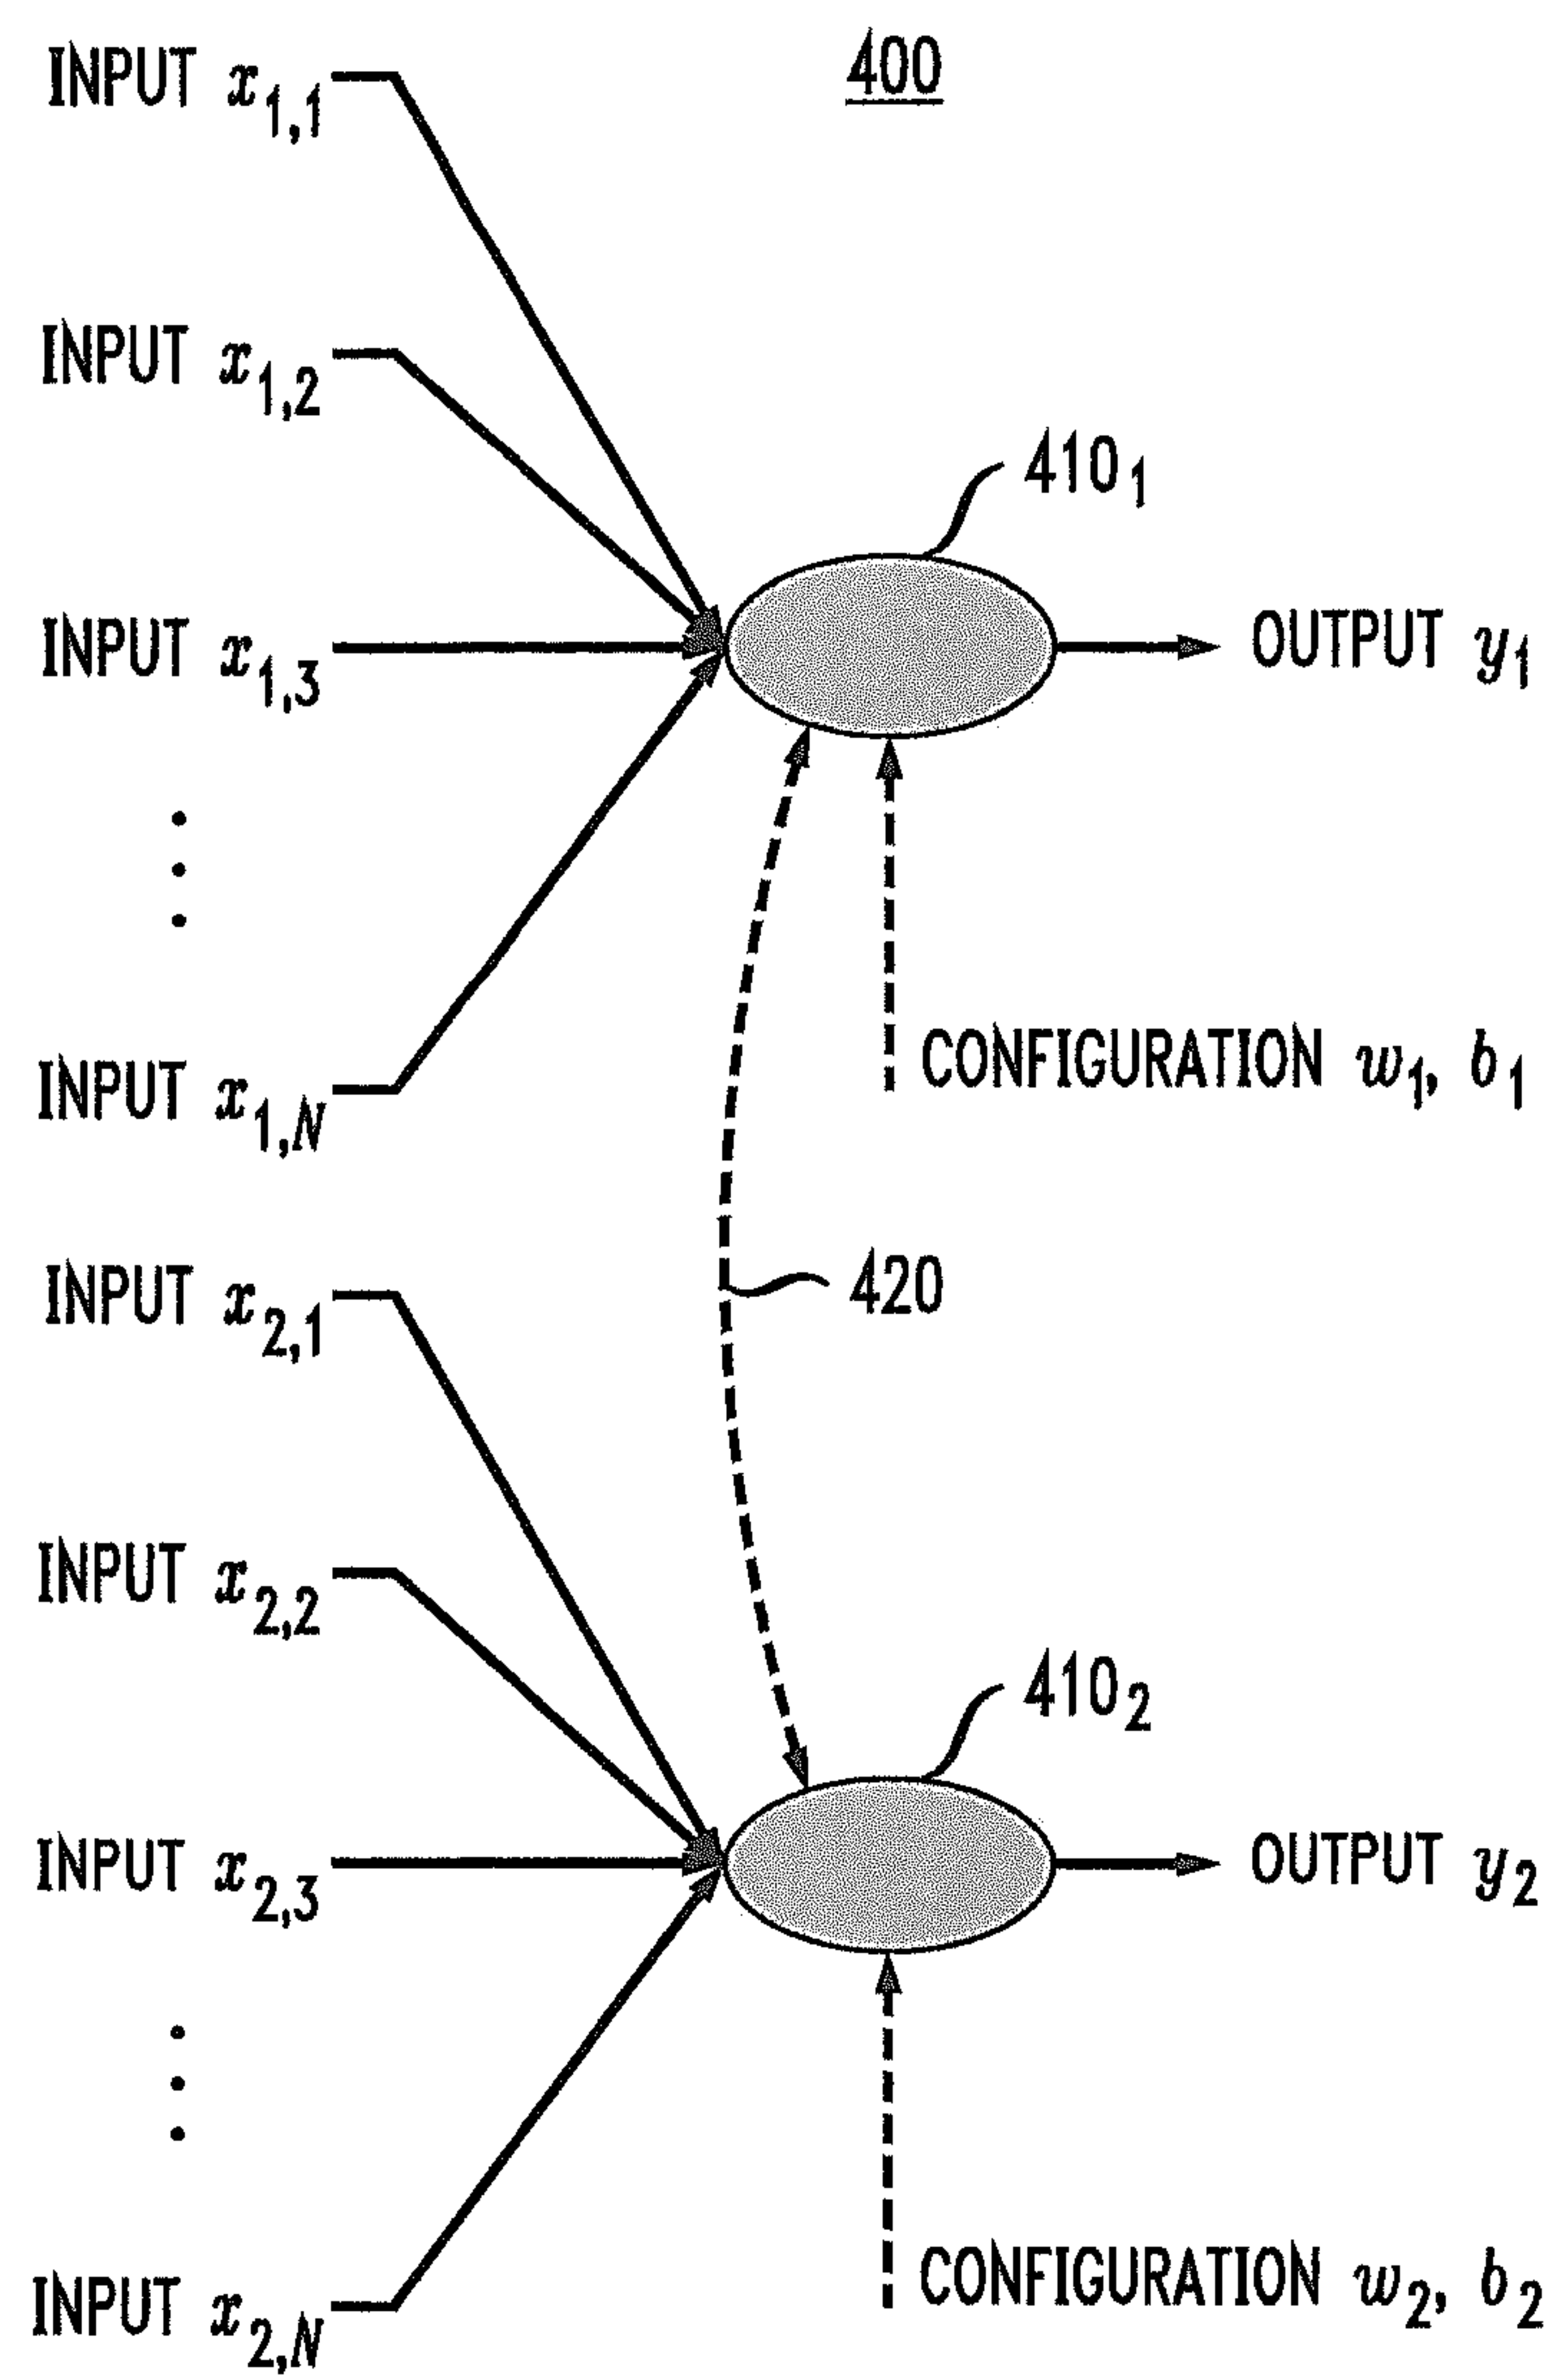 400
INPUT x1,1
INPUT x1,2
4101
INPUT x1,3
OUTPUT y1
INPUT x1,N
CONFIGURATION w1, b1
INPUT x2,1
420
INPUT x2,2
4102
INPUT x2,3
OUTPUT y2
INPUT x2,N
CONFIGURATION w2, b2